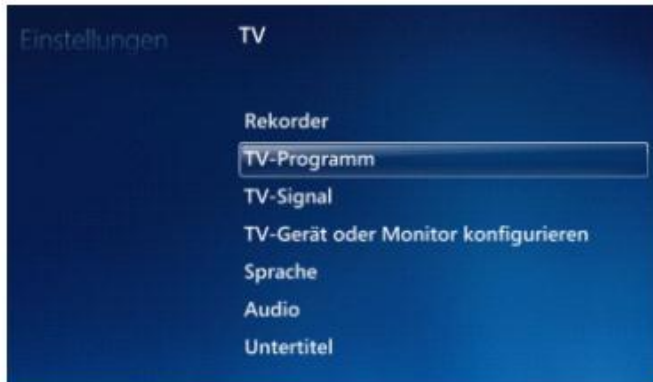 Einstellungen
TV
Rekorder
TV-Programm
TV-Signal
TV-Gerät oder Monitor konfigurieren
Sprache
Audio
Untertitel